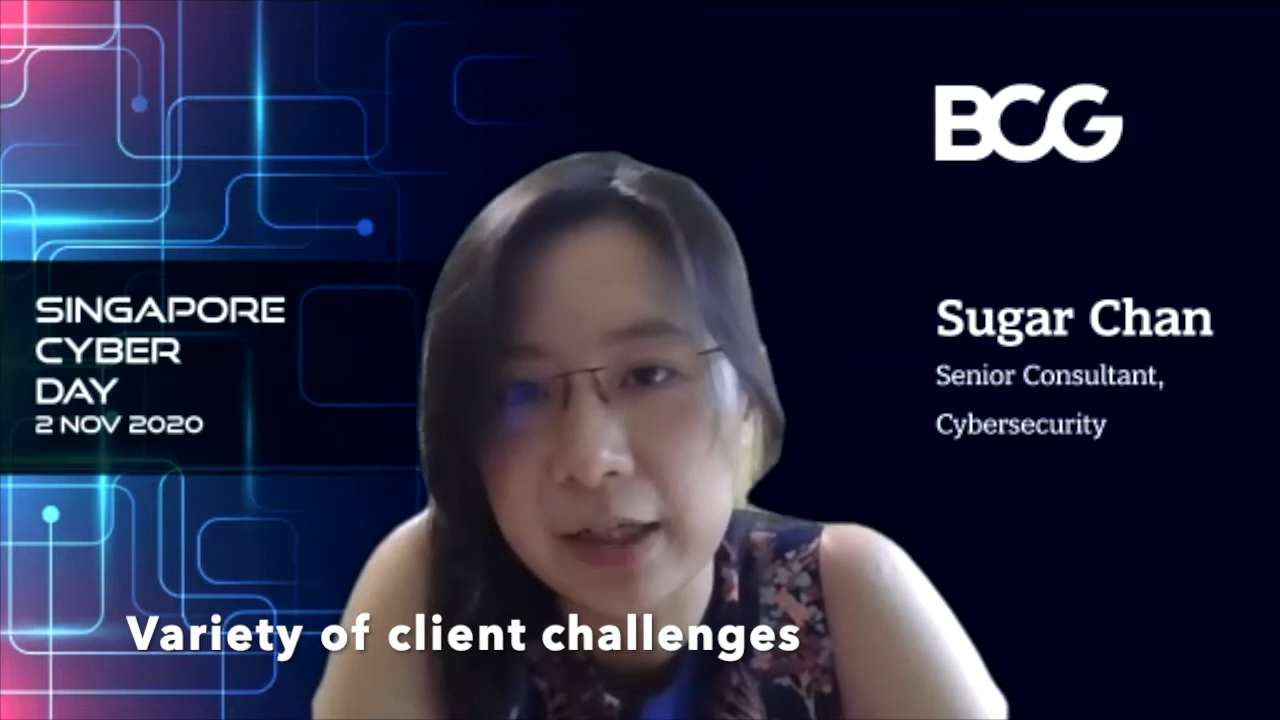 BCG
SINGAPORE
CYBER
DAY
2 NOV 2020
Sugar Chan
Senior Consultant,
Cybersecurity
Variety of client challenges